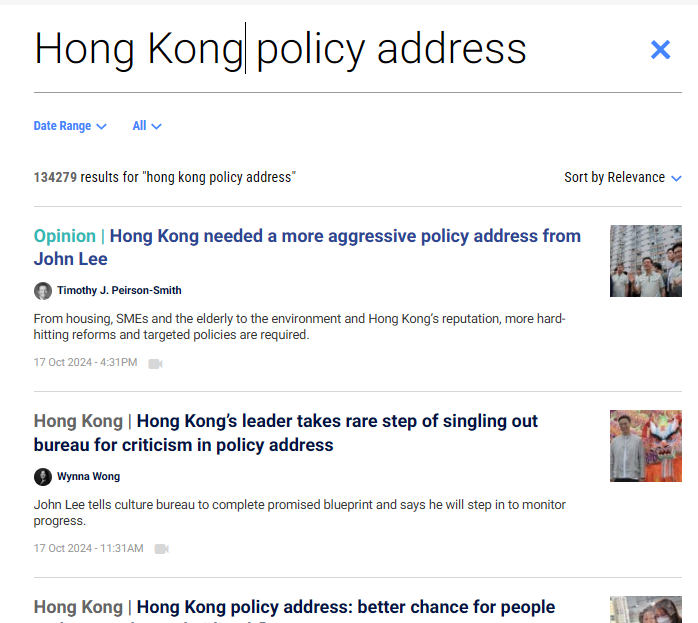 Hong Kong policy address
Date Range
All
134279 results for "hong kong policy address"
Sort by Relevance
Opinion | Hong Kong needed a more aggressive policy address from
John Lee
Timothy J. Peirson-Smith
From housing, SMEs and the elderly to the environment and Hong Kong's reputation, more hard-
hitting reforms and targeted policies are required.
17 Oct 2024 - 4:31PM
Hong Kong | Hong Kong’s leader takes rare step of singling out
bureau for criticism in policy address
Wynna Wong
John Lee tells culture bureau to complete promised blueprint and says he will step in to monitor
progress.
17 Oct 2024 - 11:31AM
Hong Kong | Hong Kong policy address: better chance for people